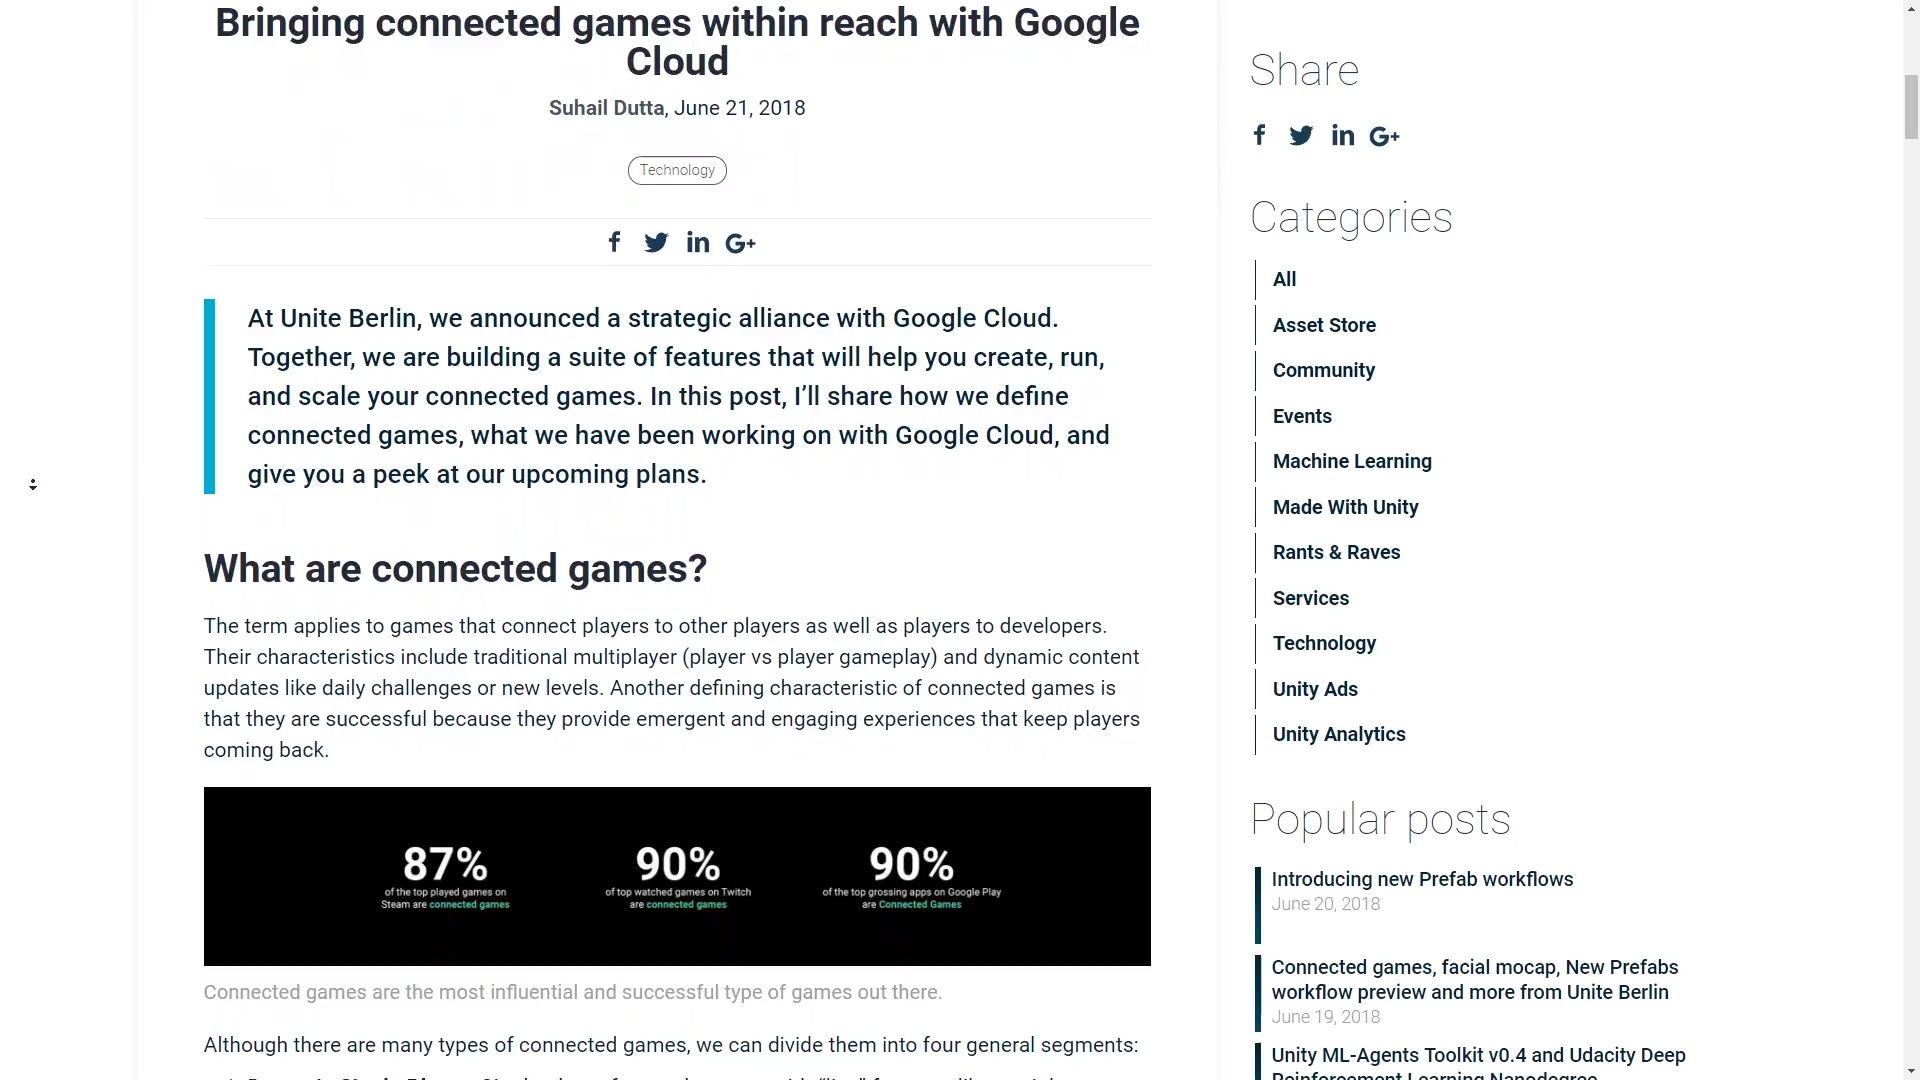 Bringing connected games within reach with Google
Cloud
Suhail Dutta, June 21, 2018
Technology
At Unite Berlin, we announced a strategic alliance with Google Cloud.
Together, we are building a suite of features that will help you create, run,
and scale your connected games. In this post, I’ll share how we define
connected games, what we have been working on with Google Cloud, and
give you a peek at our upcoming plans.
What are connected games?
The term applies to games that connect players to other players as well as players to developers.
Their characteristics include traditional multiplayer (player vs player gameplay) and dynamic content
updates like daily challenges or new levels. Another defining characteristic of connected games is
that they are successful because they provide emergent and engaging experiences that keep players
coming back.
87%
of the top played games on
Steam are connected games
90%
of top watched games on Twitch
are connected games
90%
of the top grossing apps on Google Play
are Connected Games
Connected games are the most influential and successful type of games out there.
Although there are many types of connected games, we can divide them into four general segments:
Share
Categories
All
Asset Store
Community
Events
Machine Learning
Made With Unity
Rants & Raves
Services
Technology
Unity Ads
Unity Analytics
Popular posts
Introducing new Prefab workflows
June 20, 2018
Connected games, facial mocap, New Prefabs
workflow preview and more from Unite Berlin
June 19, 2018
Unity ML-Agents Toolkit v0.4 and Udacity Deep
Reinforcement Learning Nanodegree